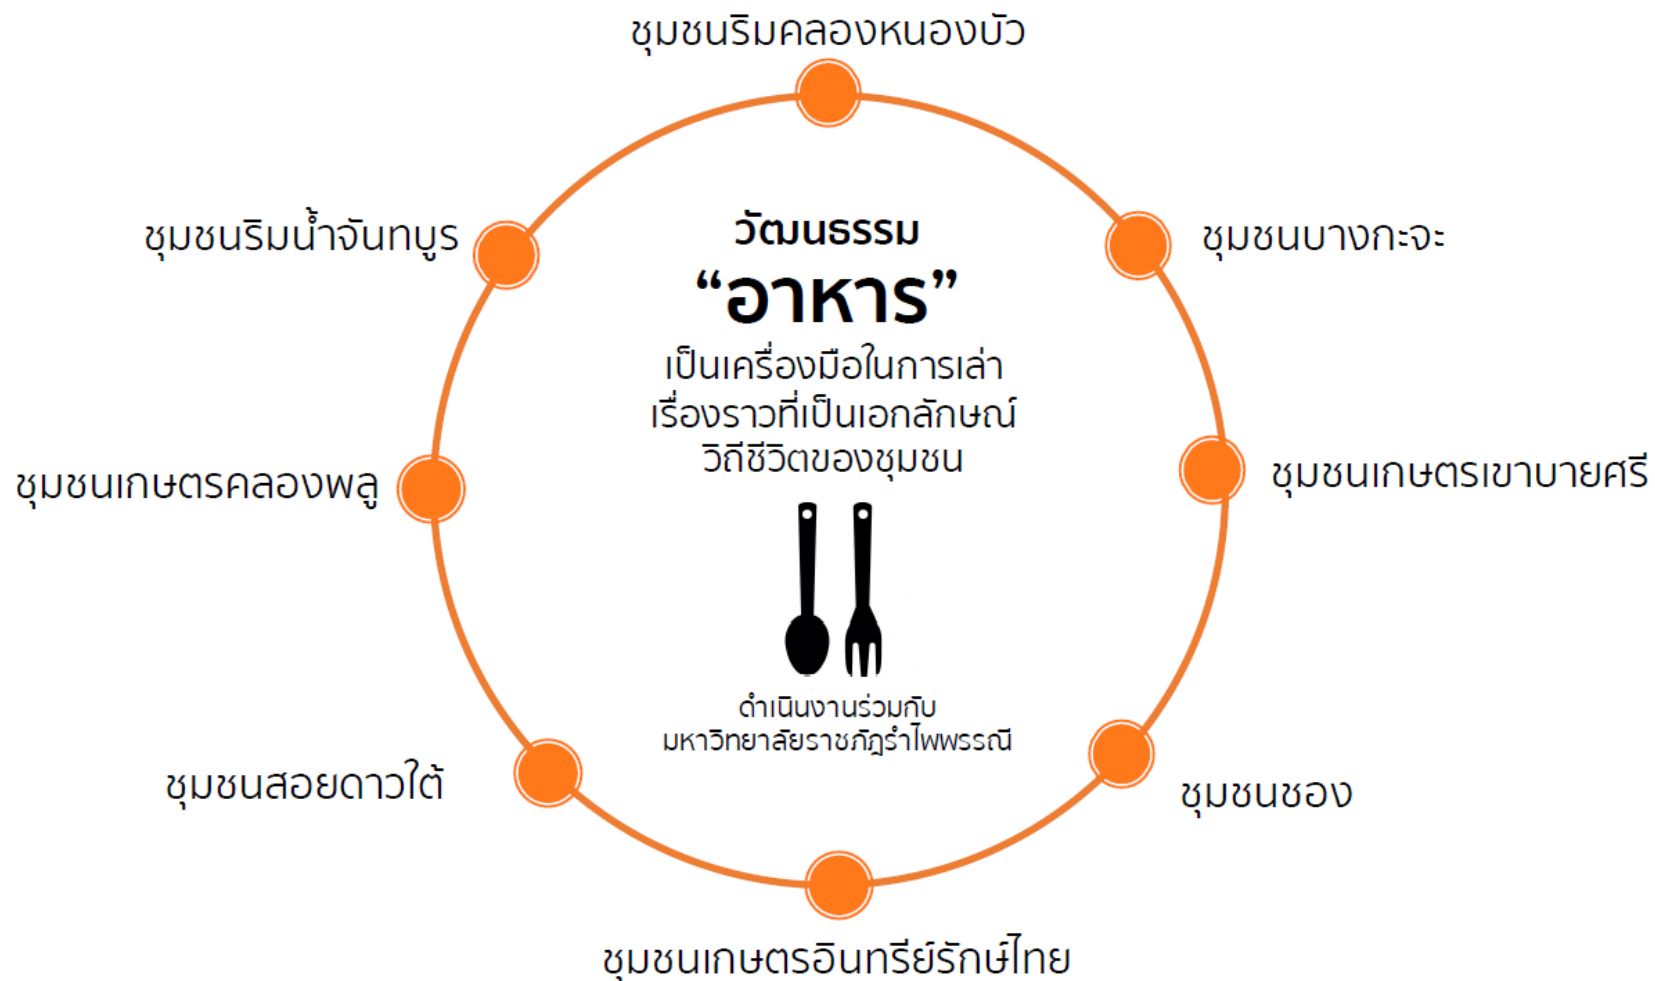 ชุมชนริมคลองหนองบัว
ชุมชนริมน้ำจันทบูร
ชุมชนบางกะจะ
วัฒนธรรม
“อาหาร”
เป็นเครื่องมือในการเล่า
เรื่องราวที่เป็นเอกลักษณ์
วิถีชีวิตของชุมชน
ชุมชนเกษตรคลองพลู
ชุมชนเกษตรเขาบายศรี
ดำเนินงานร่วมกับ
มหาวิทยาลัยราชภัฎรำไพพรรณี
ชุมชนสอยดาวใต้
ชุมชนชอง
ชุมชนเกษตรอินทรีย์รักษ์ไทย